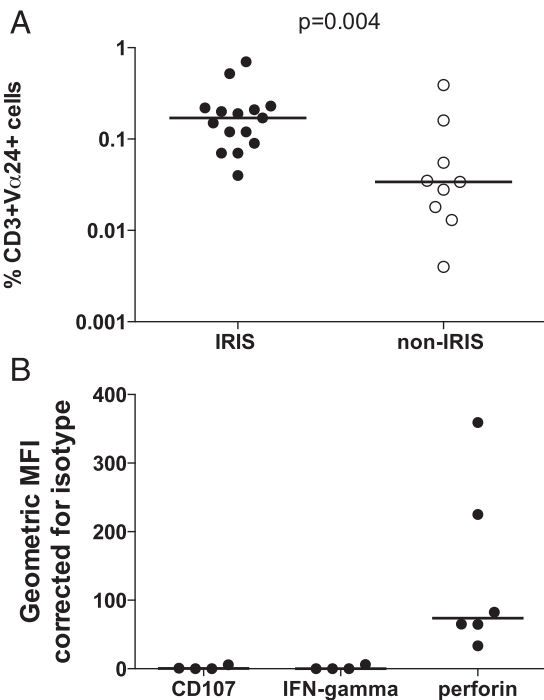 A
p=0.004
% CD3+Vα24+ cells
1
0.1
0.01
0.001
IRIS non-IRIS
B
Geometric MFI
corrected for isotype
400
300
200
100
0
CD107 IFN-gamma perforin